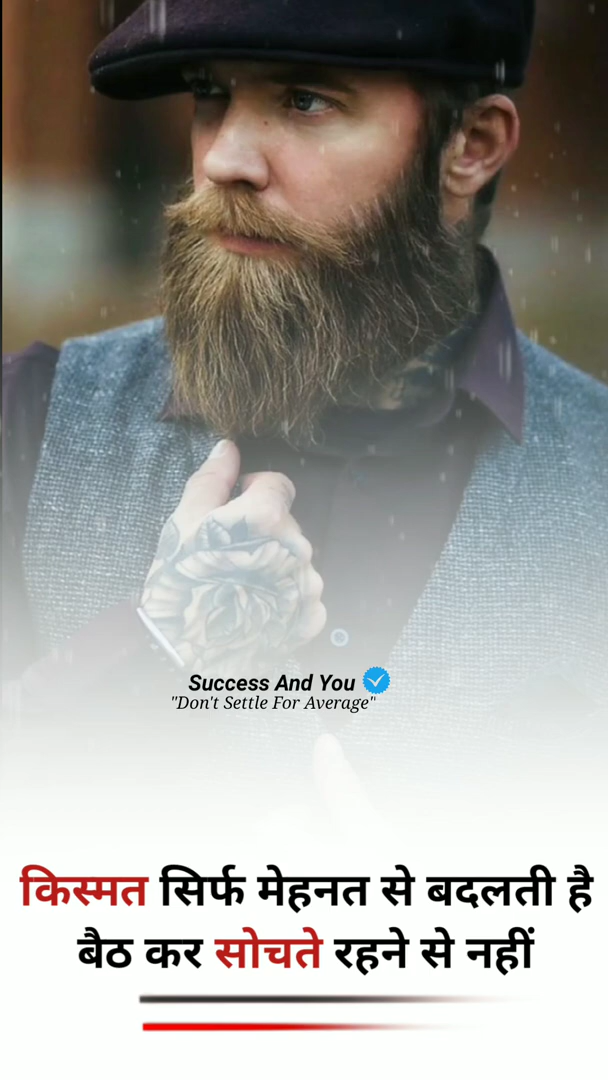 Success And You
"Don't Settle For Average"
किस्मत सिर्फ मेहनत से बदलती है
बैठ कर सोचते रहने से नहीं